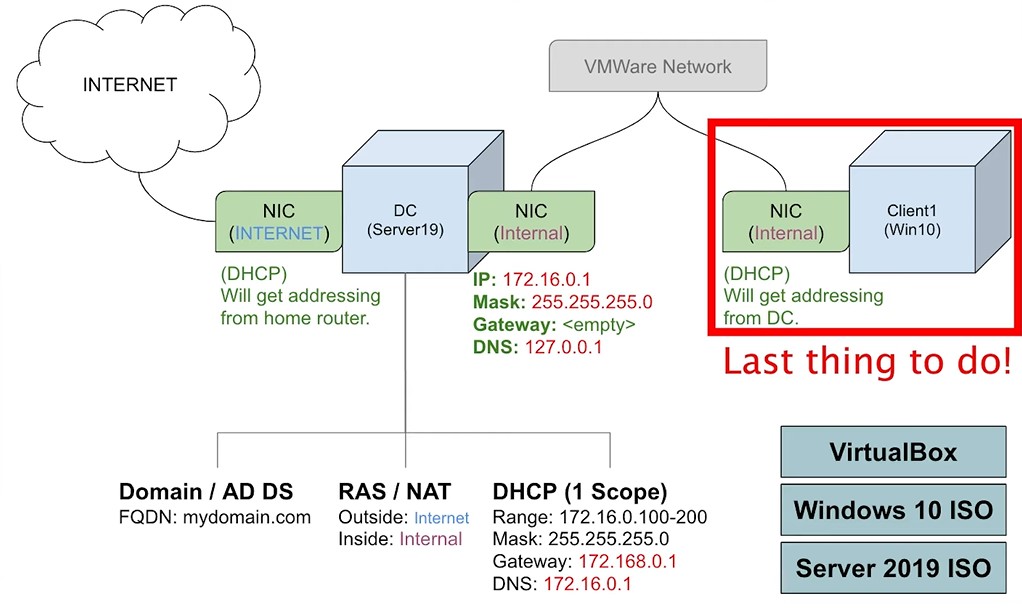 INTERNET
VMWare Network
NIC
(INTERNET)
DC
(Server19)
NIC
(Internal)
NIC
(Internal)
Client1
(Win10)
(DHCP)
Will get addressing
from home router.
IP: 172.16.0.1
Mask: 255.255.255.0
Gateway: <empty>
DNS: 127.0.0.1
(DHCP)
Will get addressing
from DC.
Last thing to do!
Domain / AD DS
FQDN: mydomain.com
RAS / NAT
Outside: Internet
Inside: Internal
DHCP (1 Scope)
Range: 172.16.0.100-200
Mask: 255.255.255.0
Gateway: 172.168.0.1
DNS: 172.16.0.1
VirtualBox
Windows 10 ISO
Server 2019 ISO